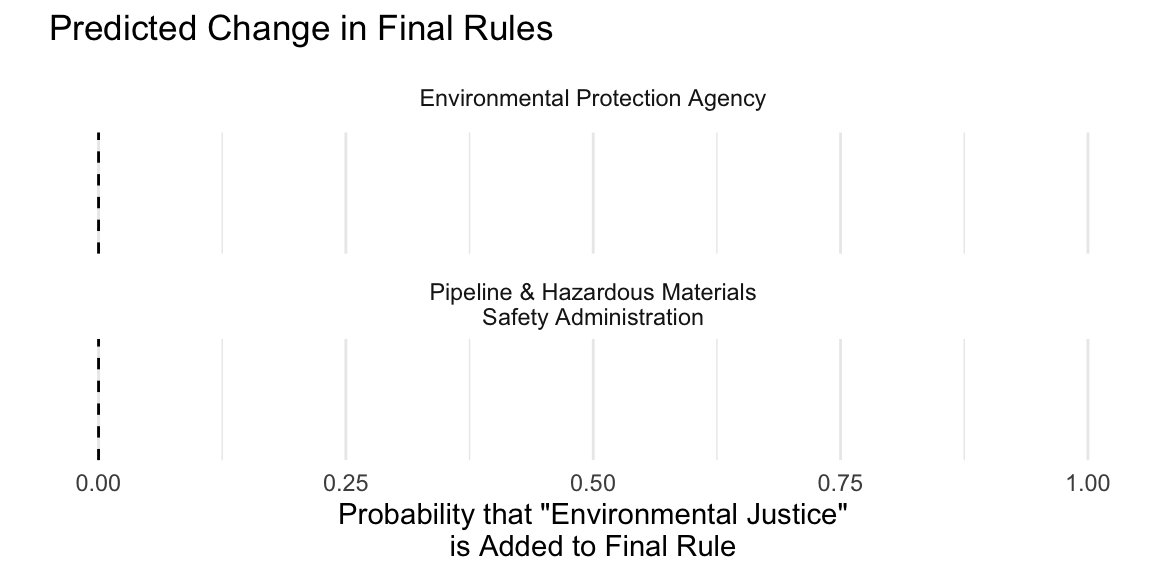 Predicted Change in Final Rules
Environmental Protection Agency
Pipeline & Hazardous Materials
Safety Administration
0.00 0.25 0.50 0.75 1.00
Probability that "Environmental Justice"
is Added to Final Rule